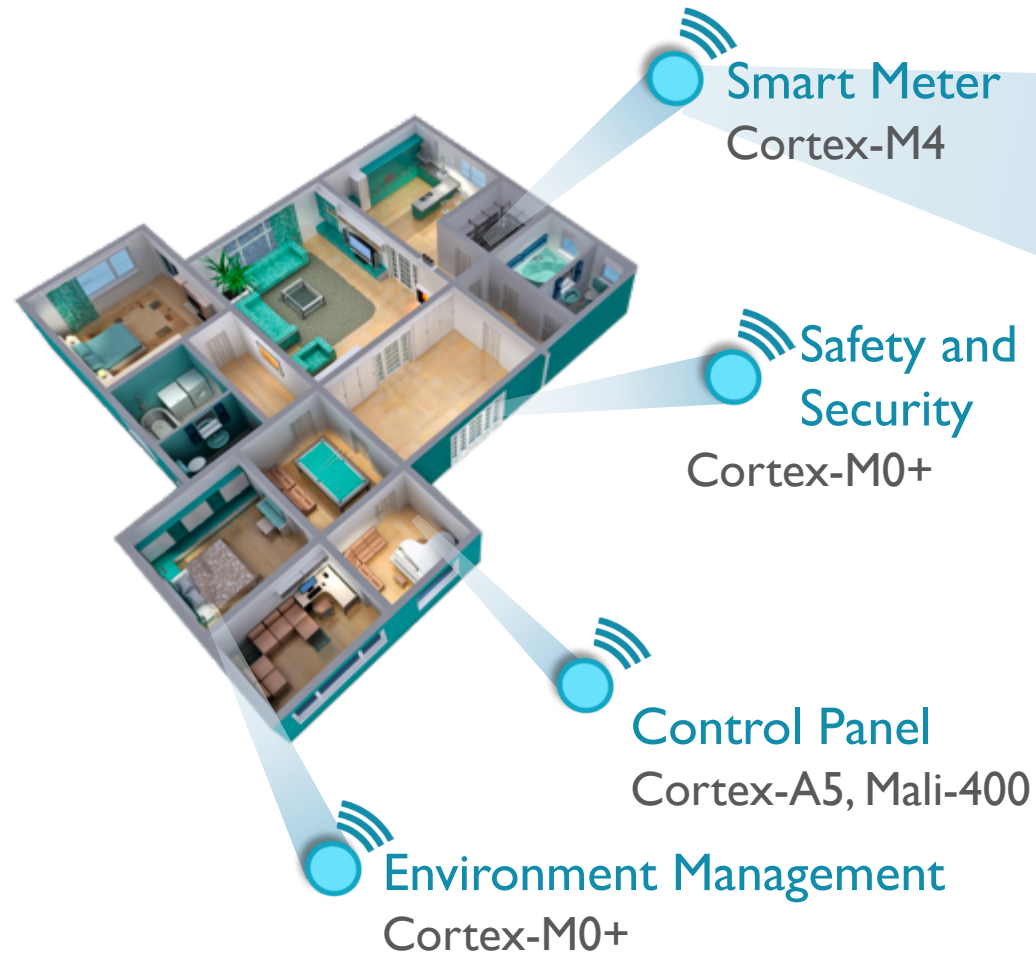 Smart Meter
Cortex-M4
Safety and
Security
Cortex-M0+
Control Panel
Cortex-A5, Mali-400
Environment Management
Cortex-M0+